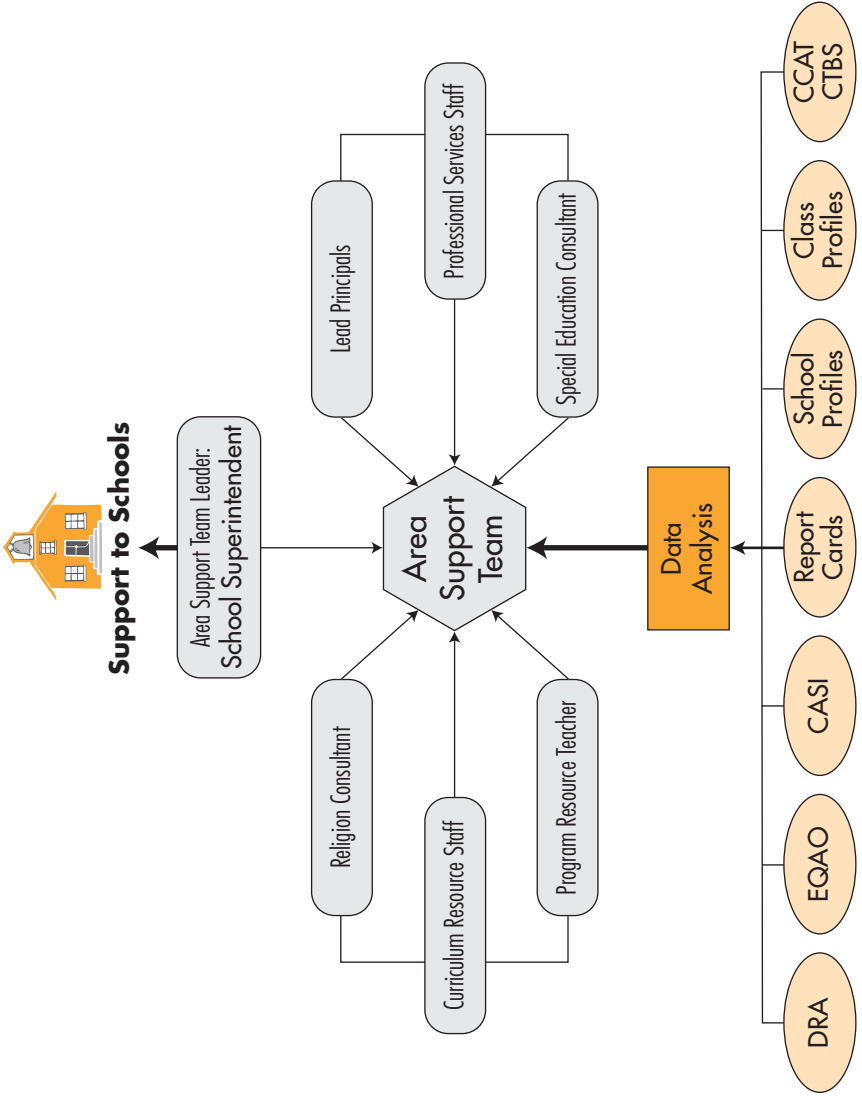 Support to Schools
Area Support Team Leader:
School Superintendent
Religion Consultant
Lead Principals
Curriculum Resource Staff
Area
Support
Team
Professional Services Staff
Program Resource Teacher
Special Education Consultant
Data
Analysis
DRA
EQAO
CASI
Report
Cards
School
Profiles
Class
Profiles
CCAT
CTBS